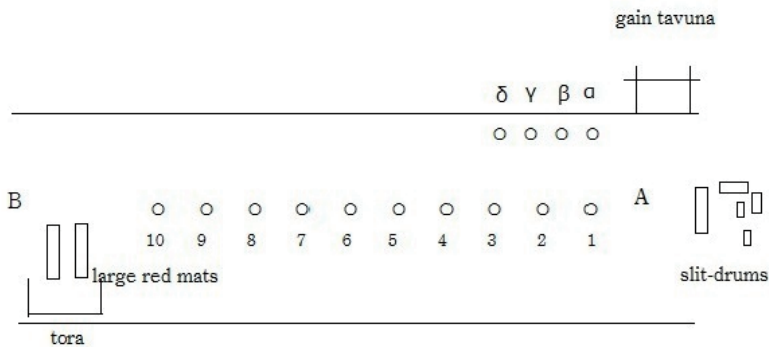 gain tavuna
δ γ β α
B
A
10 9 8 7 6 5 4 3 2 1
large red mats
slit-drums
tora